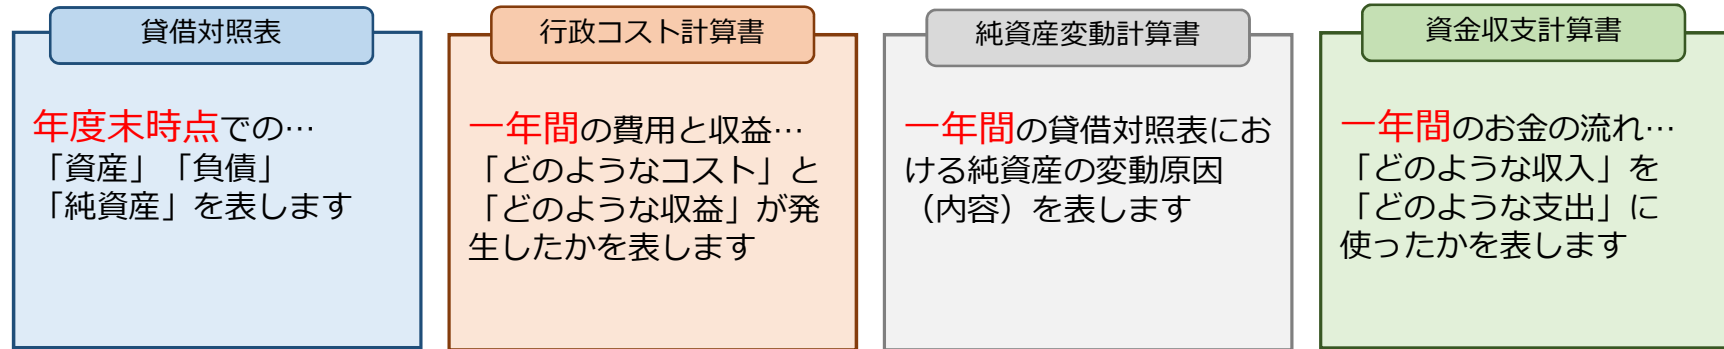 貸借対照表
年度末時点での…
「資産」「負債」
「純資産」を表します
行政コスト計算書
一年間の費用と収益…
「どのようなコスト」と
「どのような収益」が発
生したかを表します
純資産変動計算書
一年間の貸借対照表にお
ける純資産の変動原因
（内容）を表します
資金収支計算書
一年間のお金の流れ…
「どのような収入」を
「どのような支出」に
使ったかを表します